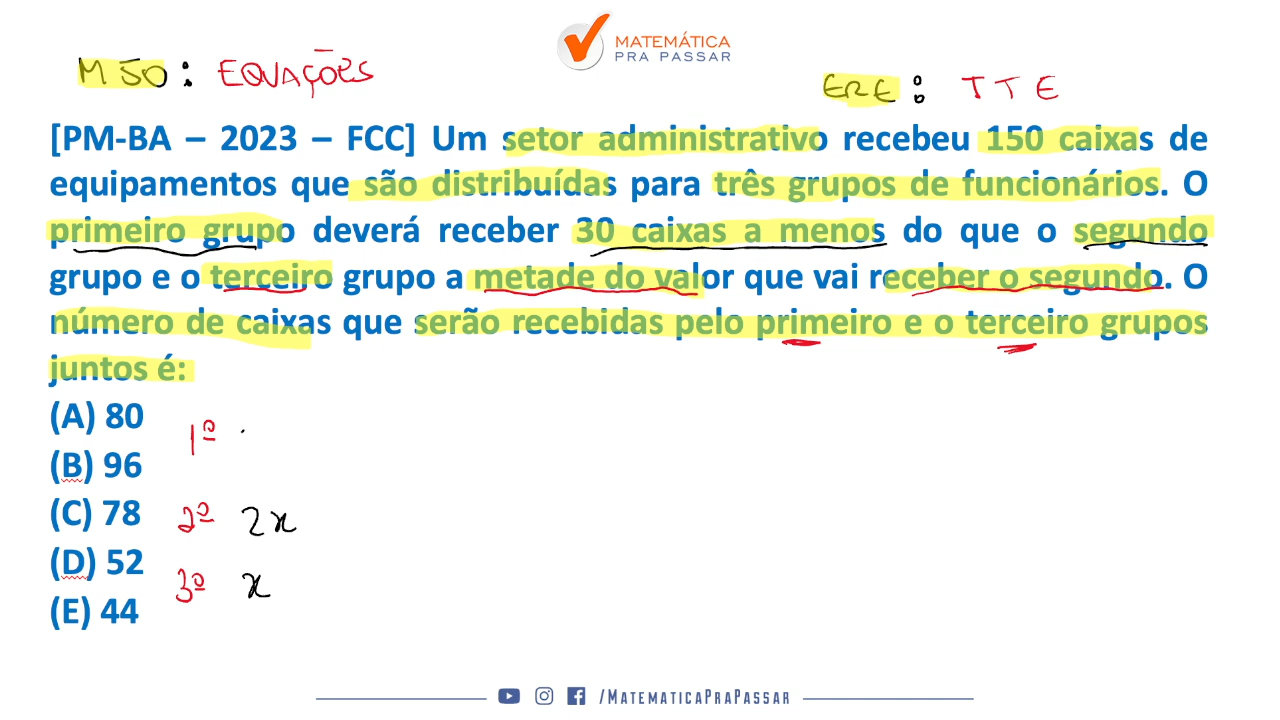 MATEMÁTICA
PRA PASSAR
M50: EQUAÇÕES
ERE: TTE
[PM-BA – 2023 – FCC] Um setor administrativo recebeu 150 caixas de
equipamentos que são distribuídas para três grupos de funcionários. O
primeiro grupo deverá receber 30 caixas a menos do que o segundo
grupo e o terceiro grupo a metade do valor que vai receber o segundo. O
número de caixas que serão recebidas pelo primeiro e o terceiro grupos
juntos é:
(A) 80
1º
(B) 96
(C) 78 2º 2x
(D) 52
3º x
(E) 44
/MATEMATICAPRAPASSAR